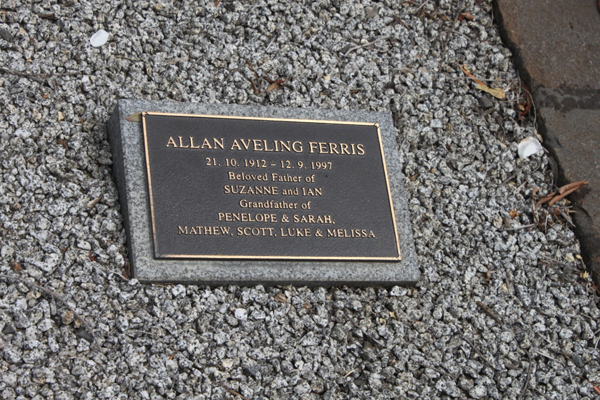 ALLAN AVELING FERRIS
21. 10. 1912 - 12. 9. 1997
Beloved Father of
SUZANNE and IAN
Grandfather of
PENELOPE & SARAH,
MATHEW, SCOTT, LUKE & MELISSA